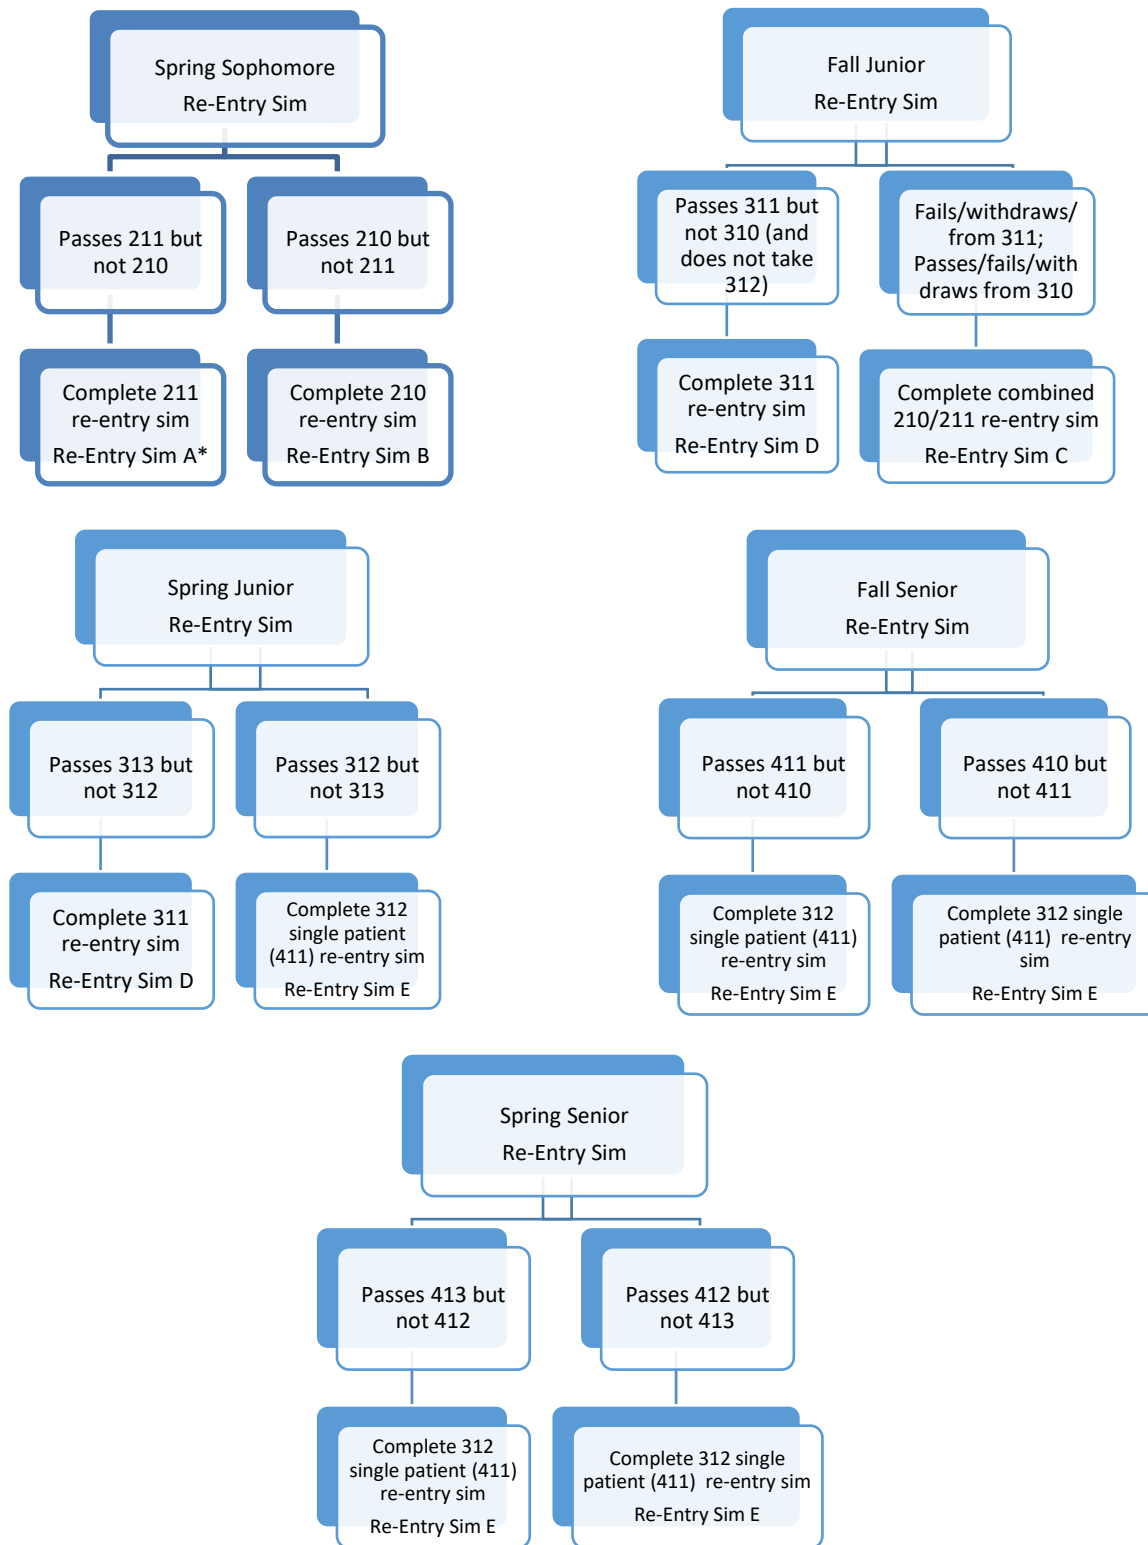 Spring Sophomore
Re-Entry Sim
Passes 211 but
not 210
Complete 211
re-entry sim
Re-Entry Sim A*
Passes 210 but
not 211
Complete 210
re-entry sim
Re-Entry Sim B
Fall Junior
Re-Entry Sim
Passes 311 but
not 310 (and
does not take
312)
Complete 311
re-entry sim
Re-Entry Sim D
Fails/withdraws/
from 311;
Passes/fails/with
draws from 310
Complete combined
210/211 re-entry sim
Re-Entry Sim C
Spring Junior
Re-Entry Sim
Passes 313 but
not 312
Complete 311
re-entry sim
Re-Entry Sim D
Passes 312 but
not 313
Complete 312
single patient
(411) re-entry sim
Re-Entry Sim E
Fall Senior
Re-Entry Sim
Passes 411 but
not 410
Complete 312
single patient (411)
re-entry sim
Re-Entry Sim E
Passes 410 but
not 411
Complete 312 single
patient (411) re-entry
sim
Re-Entry Sim E
Spring Senior
Re-Entry Sim
Passes 413 but
not 412
Complete 312
single patient (411)
re-entry sim
Re-Entry Sim E
Passes 412 but
not 413
Complete 312 single
patient (411) re-entry sim
Re-Entry Sim E